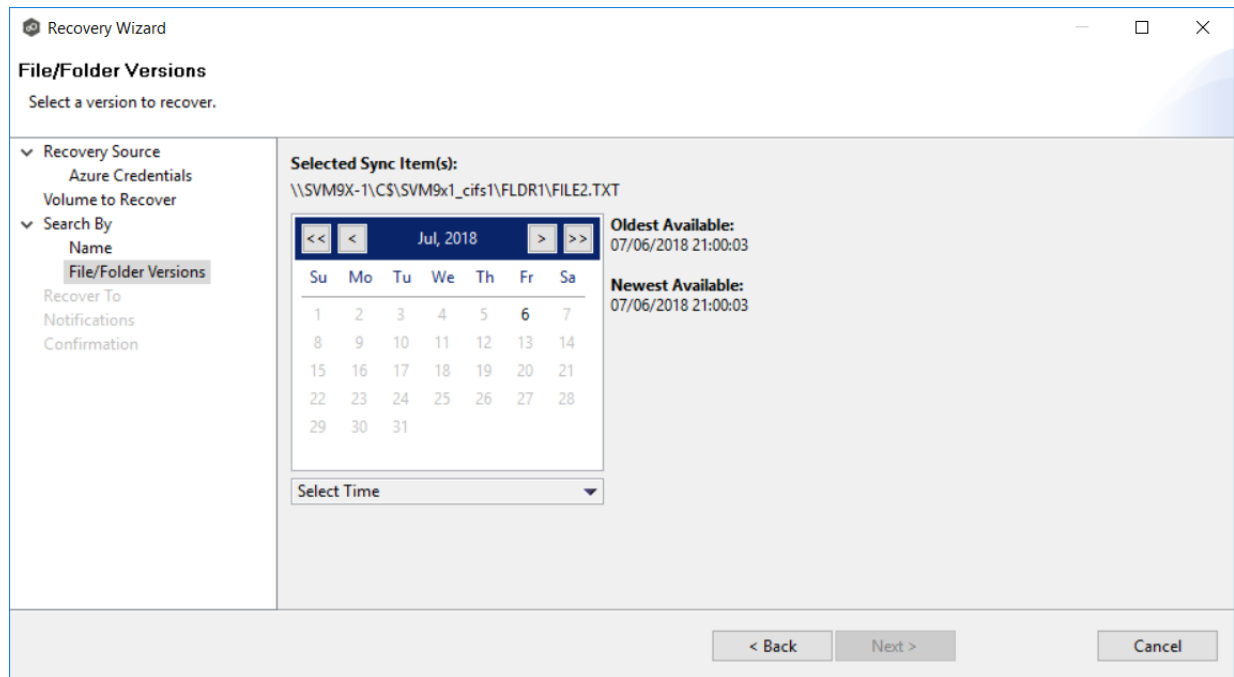 Recovery Wizard
File/Folder Versions
Select a version to recover.
Recovery Source
Azure Credentials
Volume to Recover
Search By
Name
File/Folder Versions
Recover To
Notifications
Confirmation
Selected Sync Item(s):
\\SVM9X-1\C$\SVM9x1_cifs1\FLDR1\FILE2.TXT
<< < Jul, 2018 > >>
Su Mo Tu We Th Fr Sa
1 2 3 4 5 6 7
8 9 10 11 12 13 14
15 16 17 18 19 20 21
22 23 24 25 26 27 28
29 30 31
Select Time
Oldest Available:
07/06/2018 21:00:03
Newest Available:
07/06/2018 21:00:03
< Back Next > Cancel